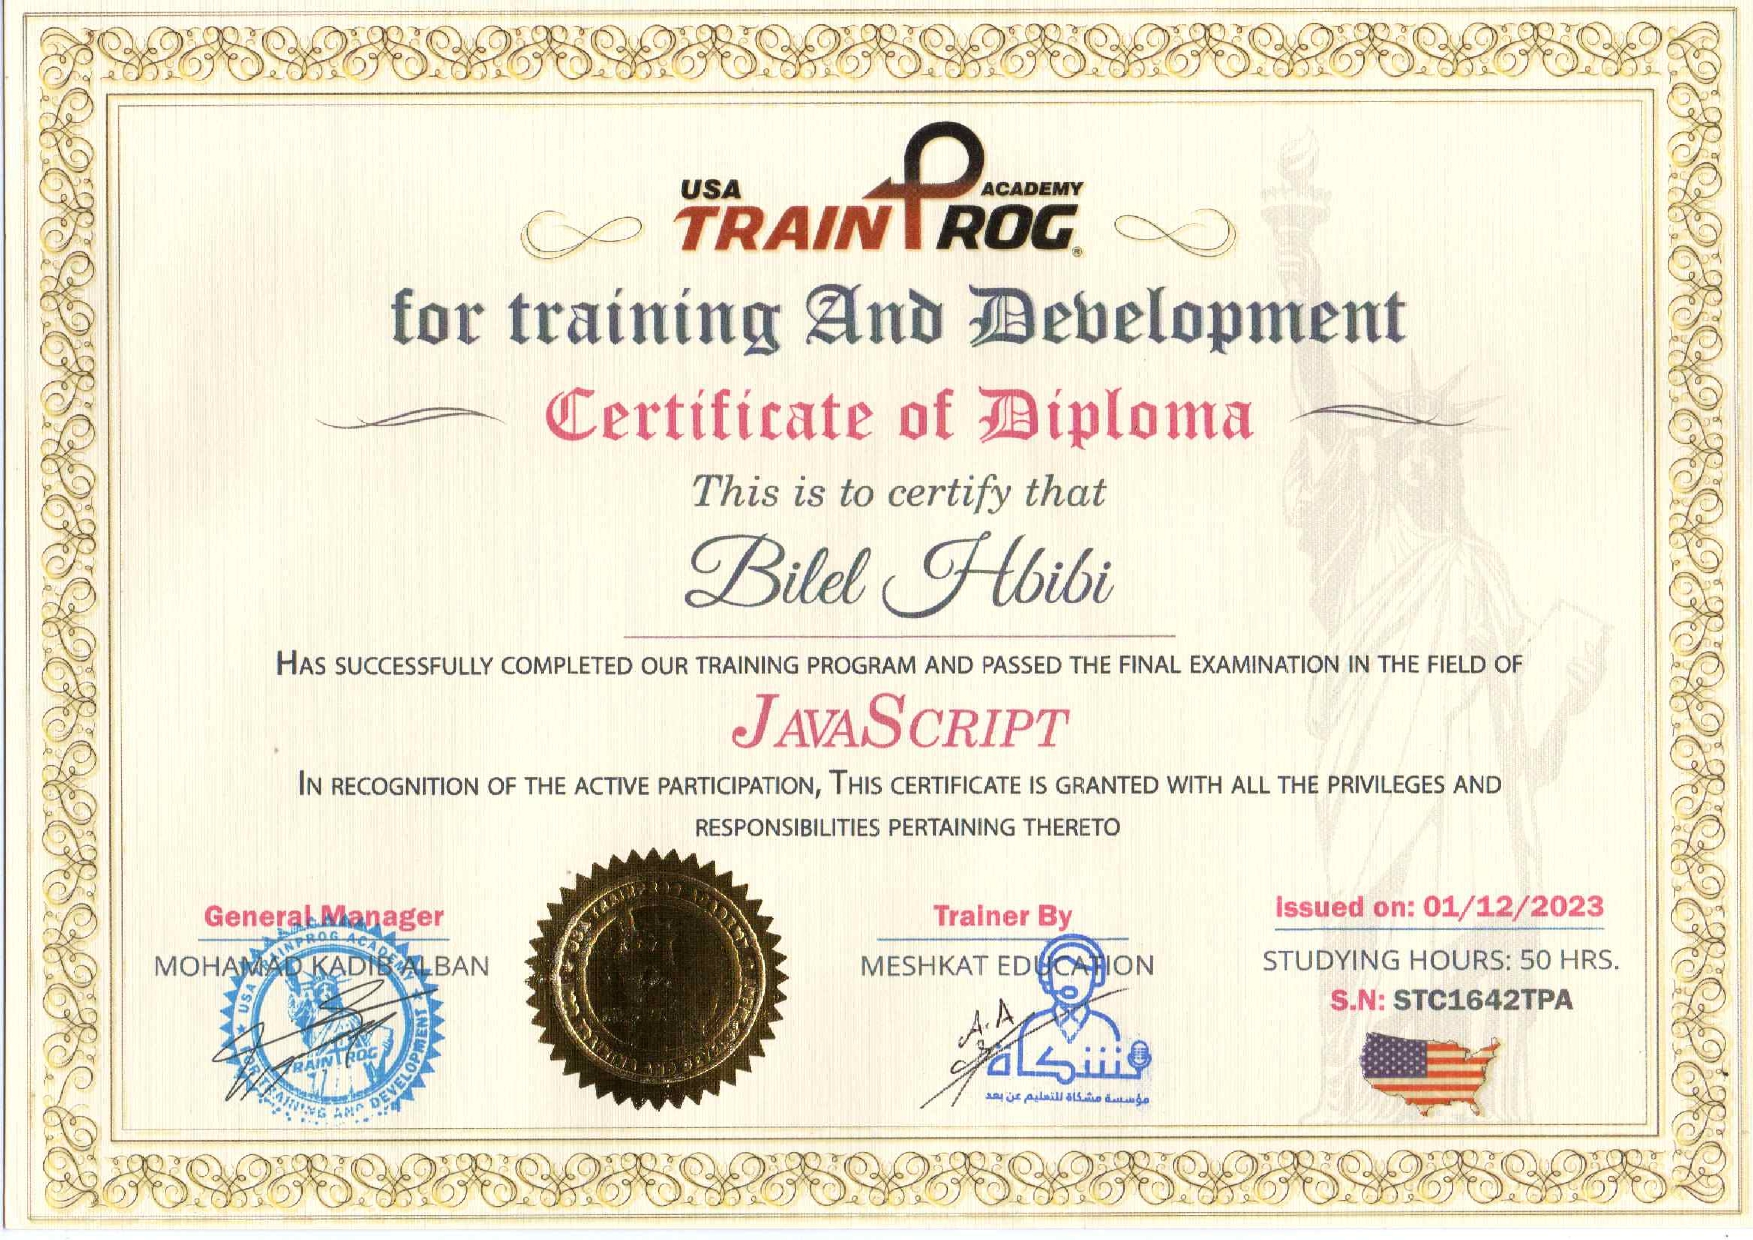 USA ACADEMY
TRAINPROG®
for training And Development
Certificate of Diploma
This is to certify that
Bilel Hbibi
HAS SUCCESSFULLY COMPLETED OUR TRAINING PROGRAM AND PASSED THE FINAL EXAMINATION IN THE FIELD OF
JAVASCRIPT
IN RECOGNITION OF THE ACTIVE PARTICIPATION, THIS CERTIFICATE IS GRANTED WITH ALL THE PRIVILEGES AND
RESPONSIBILITIES PERTAINING THERETO
General Manager
MOHAMAD KADIB ALBAN
USA TRAINPROG ACADEMY
FOR TRAINING AND DEVELOPMENT
TRAINPROG
Trainer By
MESHKAT EDUCATION
A.A
مشكاة
مؤسسة مشكاة للتعليم عن بعد
Issued on: 01/12/2023
STUDYING HOURS: 50 HRS.
S.N: STC1642TPA